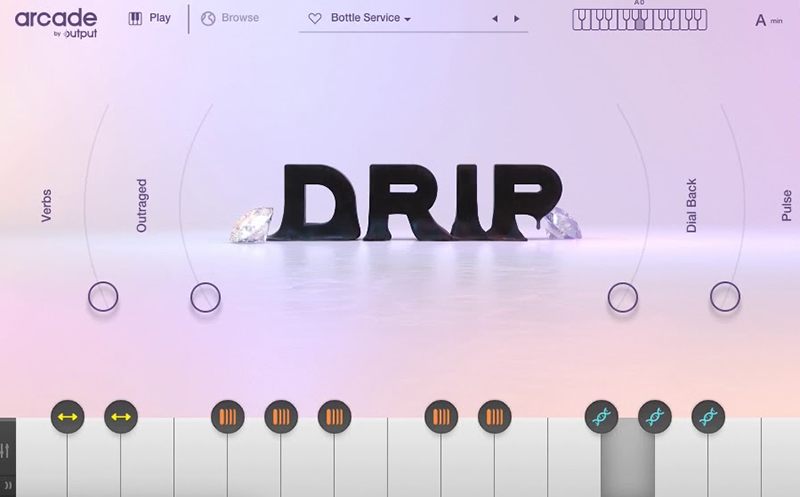 arcade
by output
Play
Browse
Bottle Service
A0
A min
Verbs
Outraged
DRIP
Dial Back
Pulse